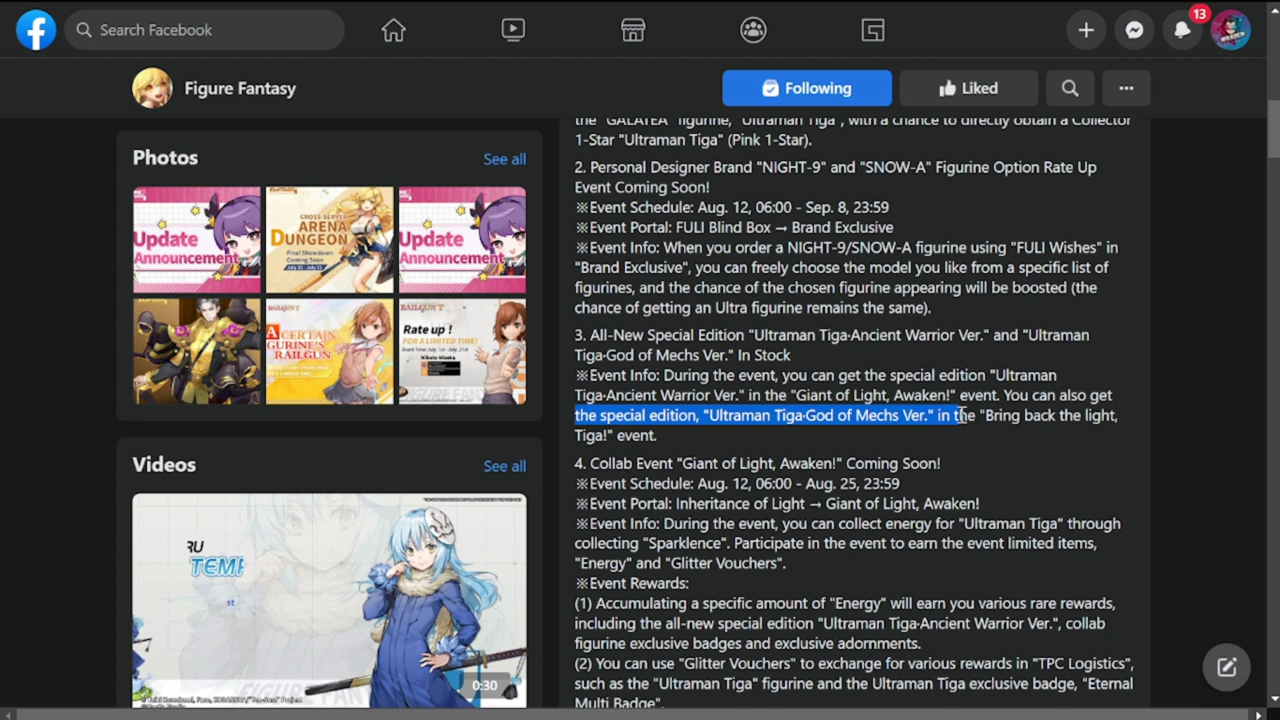 Search Facebook
13
Figure Fantasy
Following
Liked
Photos
See all
Update
Announcement
CROSS-SERVER
ARENA
DUNGEON
Final Showdown
Coming Soon
Update
Announcement
RAILGUN T
A CERTAIN
RAILGUN
RAILGUN T
Rate up !
FOR A LIMITED TIME!
Videos
See all
0:30
the "GALATEA" figurine, "Ultraman Tiga", with a chance to directly obtain a Collector
1-Star "Ultraman Tiga" (Pink 1-Star).
2. Personal Designer Brand "NIGHT-9" and "SNOW-A" Figurine Option Rate Up
Event Coming Soon!
※Event Schedule: Aug. 12, 06:00 - Sep. 8, 23:59
※Event Portal: FULI Blind Box → Brand Exclusive
※Event Info: When you order a NIGHT-9/SNOW-A figurine using "FULI Wishes" in
"Brand Exclusive", you can freely choose the model you like from a specific list of
figurines, and the chance of the chosen figurine appearing will be boosted (the
chance of getting an Ultra figurine remains the same).
3. All-New Special Edition "Ultraman Tiga·Ancient Warrior Ver." and "Ultraman
Tiga·God of Mechs Ver." In Stock
※Event Info: During the event, you can get the special edition "Ultraman
Tiga·Ancient Warrior Ver." in the "Giant of Light, Awaken!" event. You can also get
the special edition, "Ultraman Tiga·God of Mechs Ver." in the "Bring back the light,
Tiga!" event.
4. Collab Event "Giant of Light, Awaken!" Coming Soon!
※Event Schedule: Aug. 12, 06:00 - Aug. 25, 23:59
※Event Portal: Inheritance of Light → Giant of Light, Awaken!
※Event Info: During the event, you can collect energy for "Ultraman Tiga" through
collecting "Sparklence". Participate in the event to earn the event limited items,
"Energy" and "Glitter Vouchers".
※Event Rewards:
(1) Accumulating a specific amount of "Energy" will earn you various rare rewards,
including the all-new special edition "Ultraman Tiga·Ancient Warrior Ver.", collab
figurine exclusive badges and exclusive adornments.
(2) You can use "Glitter Vouchers" to exchange for various rewards in "TPC Logistics",
such as the "Ultraman Tiga" figurine and the Ultraman Tiga exclusive badge, "Eternal
Multi Badge".